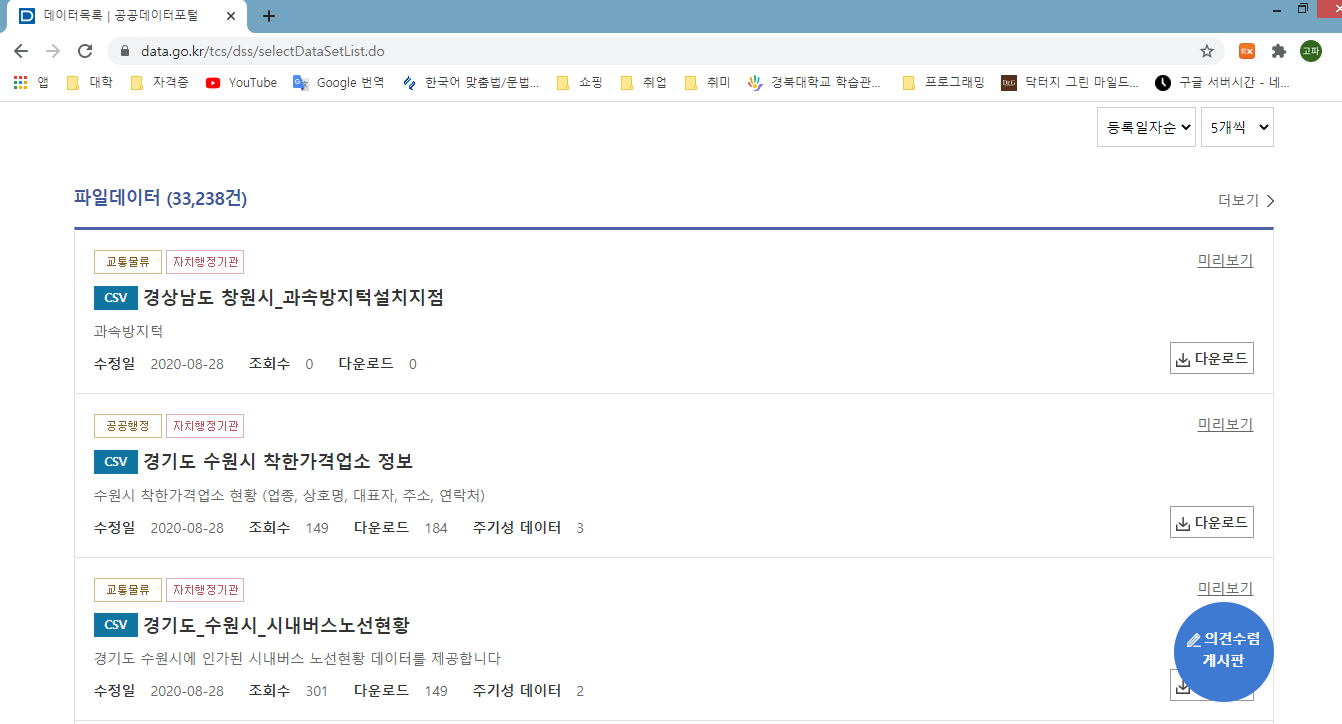 데이터목록 | 공공데이터포털
data.go.kr/tcs/dss/selectDataSetList.do
고파
앱 대학 자격증 YouTube Google 번역 한국어 맞춤법/문법... 쇼핑 취업 취미 경북대학교 학습관... 프로그래밍 닥터지 그린 마일드... 구글 서버시간 - 네...
등록일자순 5개씩
파일데이터 (33,238건) 더보기
교통물류 자치행정기관 미리보기
CSV 경상남도 창원시_과속방지턱설치지점
과속방지턱
수정일 2020-08-28 조회수 0 다운로드 0 다운로드
공공행정 자치행정기관 미리보기
CSV 경기도 수원시 착한가격업소 정보
수원시 착한가격업소 현황 (업종, 상호명, 대표자, 주소, 연락처)
수정일 2020-08-28 조회수 149 다운로드 184 주기성 데이터 3 다운로드
교통물류 자치행정기관 미리보기
CSV 경기도_수원시_시내버스노선현황
의견수렴
게시판
경기도 수원시에 인가된 시내버스 노선현황 데이터를 제공합니다
수정일 2020-08-28 조회수 301 다운로드 149 주기성 데이터 2